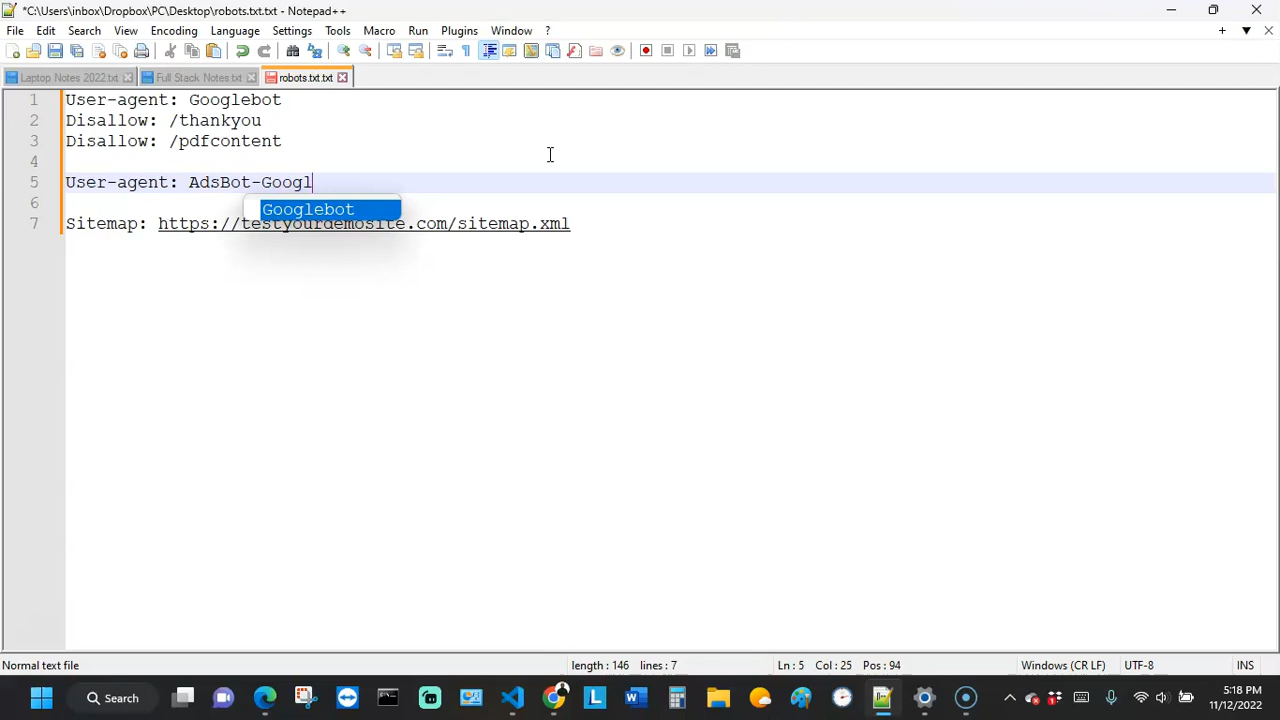 *C:\Users\inbox\Dropbox\PC\Desktop\robots.txt.txt - Notepad++
File Edit Search View Encoding Language Settings Tools Macro Run Plugins Window ?
Laptop Notes 2022.txt Full Stack Notes.txt robots.txt.txt
1 User-agent: Googlebot
2 Disallow: /thankyou
3 Disallow: /pdfcontent
4
5 User-agent: AdsBot-Googl
6
Googlebot
7 Sitemap: https://testyourdemosite.com/sitemap.xml
Normal text file length : 146 lines : 7 Ln : 5 Col : 25 Pos : 94 Windows (CR LF) UTF-8 INS
Search 5:18 PM
11/12/2022